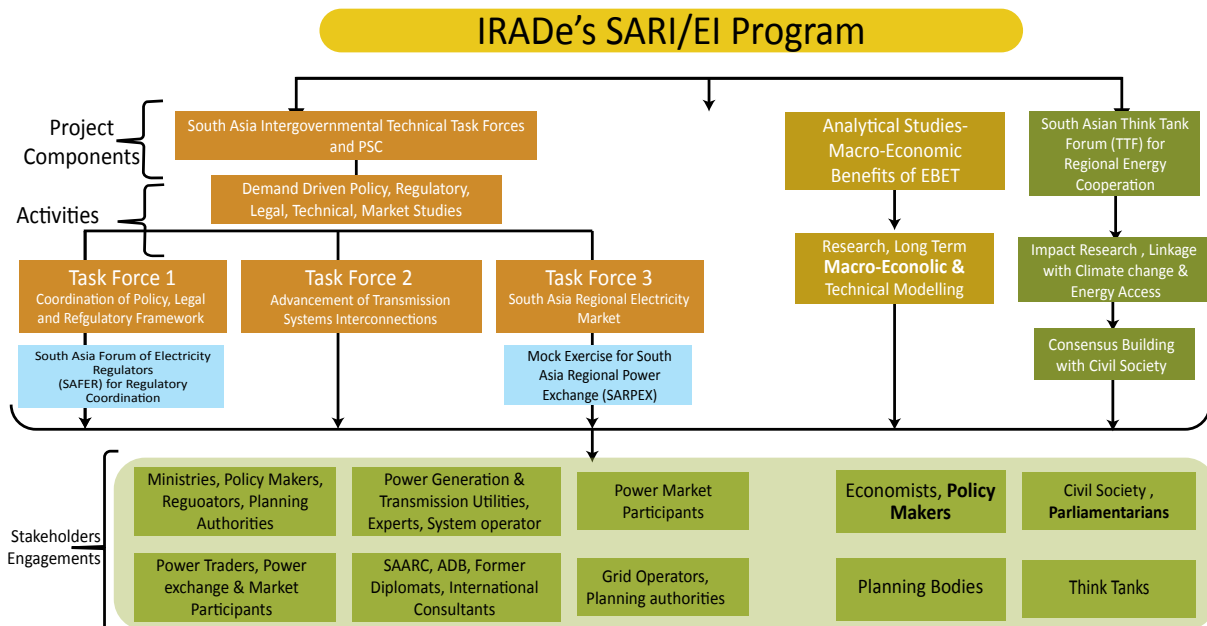 IRADe's SARI/EI Program
Project
Components
South Asia Intergovernmental Technical Task Forces
and PSC
Analytical Studies-
Macro-Economic
Benefits of EBET
South Asian Think Tank
Forum (TTF) for
Regional Energy
Cooperation
Activities
Demand Driven Policy, Regulatory,
Legal, Technical, Market Studies
Task Force 1
Coordination of Policy, Legal
and Refgulatory Framework
Task Force 2
Advancement of Transmission
Systems Interconnections
Task Force 3
South Asia Regional Electricity
Market
Research, Long Term
Macro-Econolic &
Technical Modelling
Impact Research , Linkage
with Climate change &
Energy Access
South Asia Forum of Electricity
Regulators
(SAFER) for Regulatory
Coordination
Mock Exercise for South
Asia Regional Power
Exchange (SARPEX)
Consensus Building
with Civil Society
Stakeholders
Engagements
Ministries, Policy Makers,
Reguoators, Planning
Authorities
Power Generation &
Transmission Utilities,
Experts, System operator
Power Market
Participants
Economists, Policy
Makers
Civil Society ,
Parliamentarians
Power Traders, Power
exchange & Market
Participants
SAARC, ADB, Former
Diplomats, International
Consultants
Grid Operators,
Planning authorities
Planning Bodies
Think Tanks